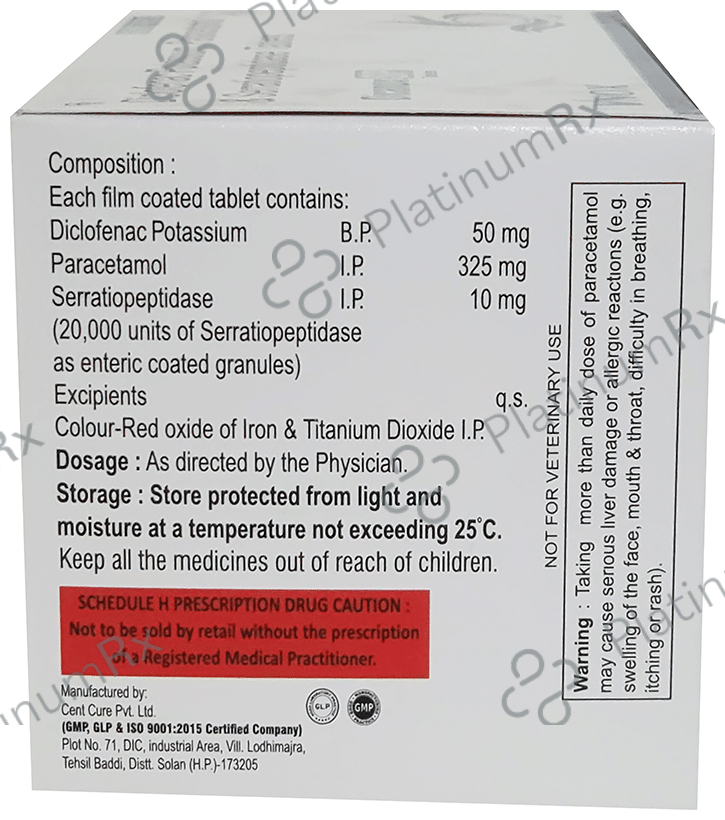 Composition :
Each film coated tablet contains:
Diclofenac Potassium B.P. 50 mg
Paracetamol I.P. 325 mg
Serratiopeptidase I.P. 10 mg
(20,000 units of Serratiopeptidase
as enteric coated granules)
Excipients q.s.
Colour-Red oxide of Iron & Titanium Dioxide I.P.
Dosage : As directed by the Physician.
Storage : Store protected from light and
moisture at a temperature not exceeding 25°C.
Keep all the medicines out of reach of children.
SCHEDULE H PRESCRIPTION DRUG CAUTION :
Not to be sold by retail without the prescription
of a Registered Medical Practitioner.
Manufactured by:
Cent Cure Pvt. Ltd.
(GMP, GLP & ISO 9001:2015 Certified Company)
Plot No. 71, DIC, industrial Area, Vill. Lodhimajra,
Tehsil Baddi, Distt. Solan (H.P.)-173205
GLP
GMP
NOT FOR VETERINARY USE
Warning : Taking more than daily dose of paracetamol
may cause serious liver damage or allergic reactions (e.g.
swelling of the face, mouth & throat, difficulty in breathing,
itching or rash).
PlatinumRx
PlatinumRx
PlatinumRx